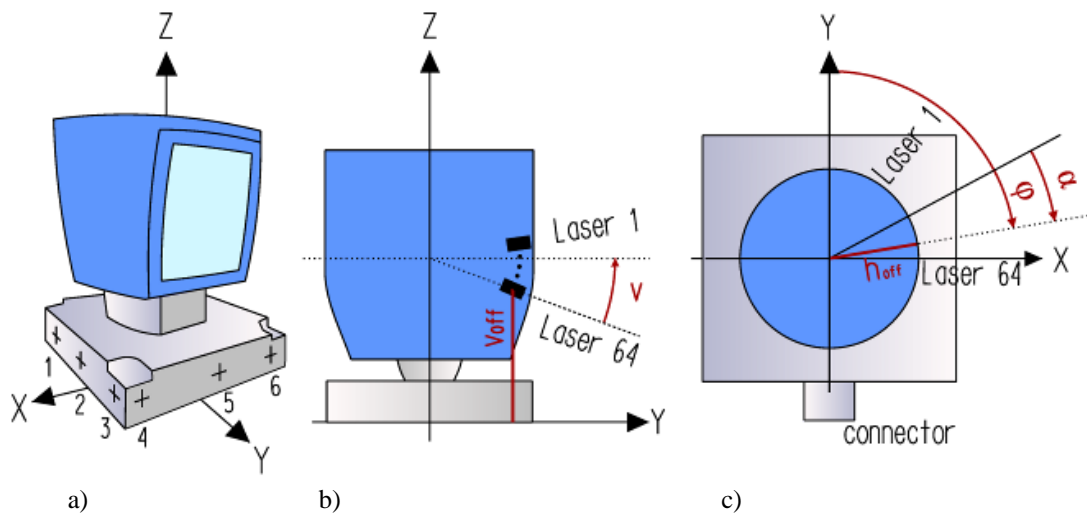 Z
X
Y
1
2
3
4
5
6
a)
Z
Laser 1
v
Laser 64
Voff
Y
b)
Y
Laser 1
φ
α
hoff
Laser 64
X
connector
c)